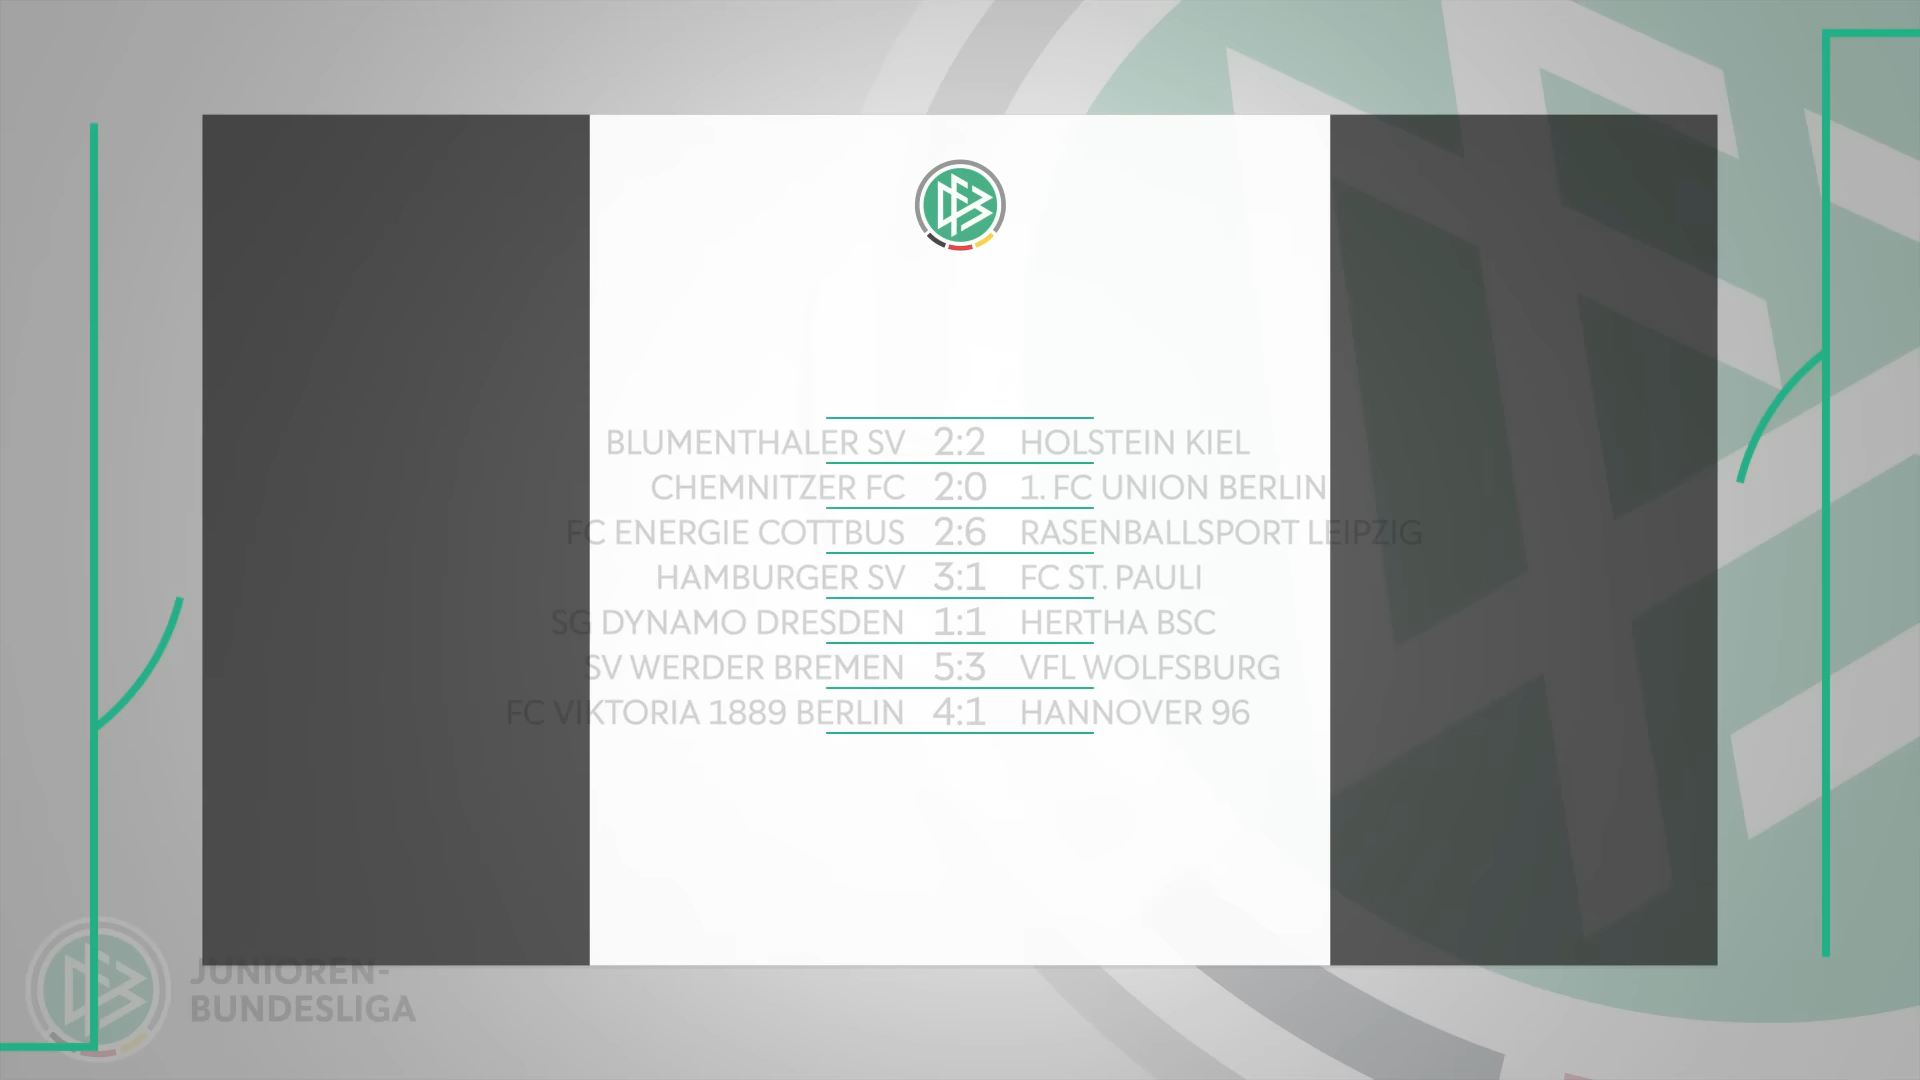 BLUMENTHALER SV 2:2 HOLSTEIN KIEL
CHEMNITZER FC 2:0 1. FC UNION BERLIN
FC ENERGIE COTTBUS 2:6 RASENBALLSPORT LEIPZIG
HAMBURGER SV 3:1 FC ST. PAULI
SG DYNAMO DRESDEN 1:1 HERTHA BSC
SV WERDER BREMEN 5:3 VFL WOLFSBURG
FC VIKTORIA 1889 BERLIN 4:1 HANNOVER 96
JUNIOREN-
BUNDESLIGA